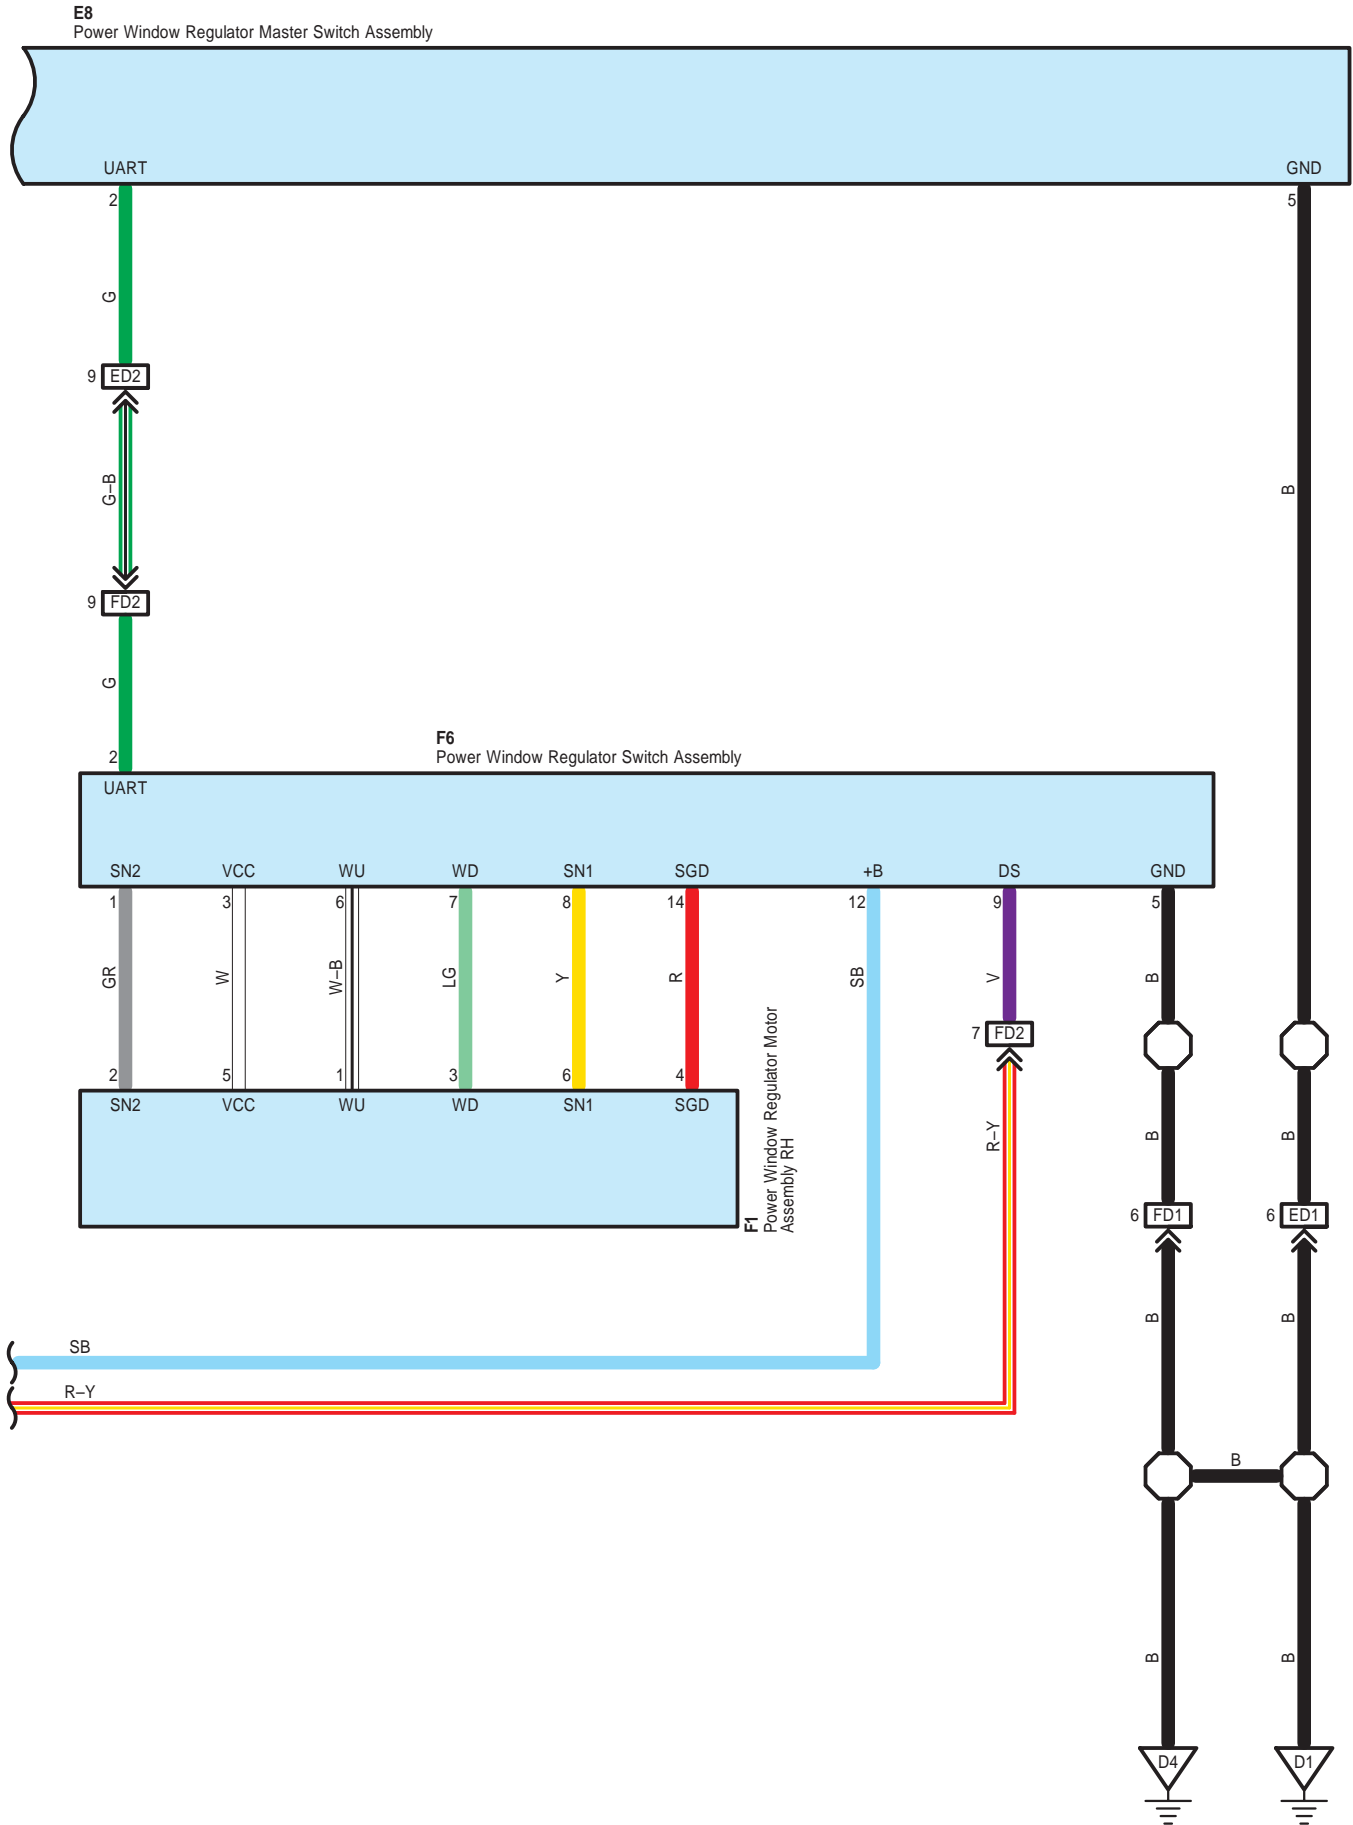 E8
Power Window Regulator Master Switch Assembly
UART
GND
2
5
G
9 ED2
G–B
B
9 FD2
G
F6
Power Window Regulator Switch Assembly
2
UART
SN2 VCC WU WD SN1 SGD +B DS GND
1 3 6 7 8 14 12 9 5
GR W W–B LG Y R SB V B
7 FD2
2 5 1 3 6 4
SN2 VCC WU WD SN1 SGD
F1
Power Window Regulator Motor
Assembly RH
R–Y B B
6 FD1 6 ED1
B B
SB
R–Y
B
B B
D4 D1